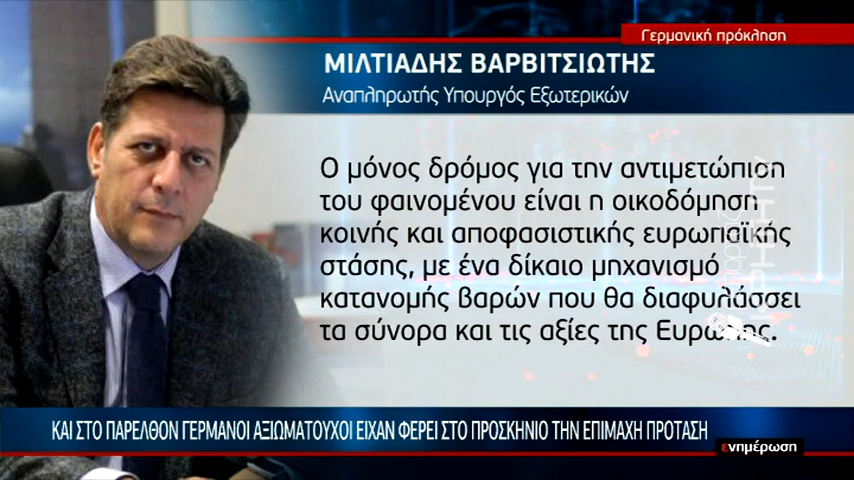 Γερμανική πρόκληση
ΜΙΛΤΙΑΔΗΣ ΒΑΡΒΙΤΣΙΩΤΗΣ
Αναπληρωτής Υπουργός Εξωτερικών
Ο μόνος δρόμος για την αντιμετώπιση
του φαινομένου είναι η οικοδόμηση
κοινής και αποφασιστικής ευρωπαϊκής
στάσης, με ένα δίκαιο μηχανισμό
κατανομής βαρών που θα διαφυλάσσει
τα σύνορα και τις αξίες της Ευρώπης.
ΚΑΙ ΣΤΟ ΠΑΡΕΛΘΟΝ ΓΕΡΜΑΝΟΙ ΑΞΙΩΜΑΤΟΥΧΟΙ ΕΙΧΑΝ ΦΕΡΕΙ ΣΤΟ ΠΡΟΣΚΗΝΙΟ ΤΗΝ ΕΠΙΜΑΧΗ ΠΡΟΤΑΣΗ
ενημέρωση